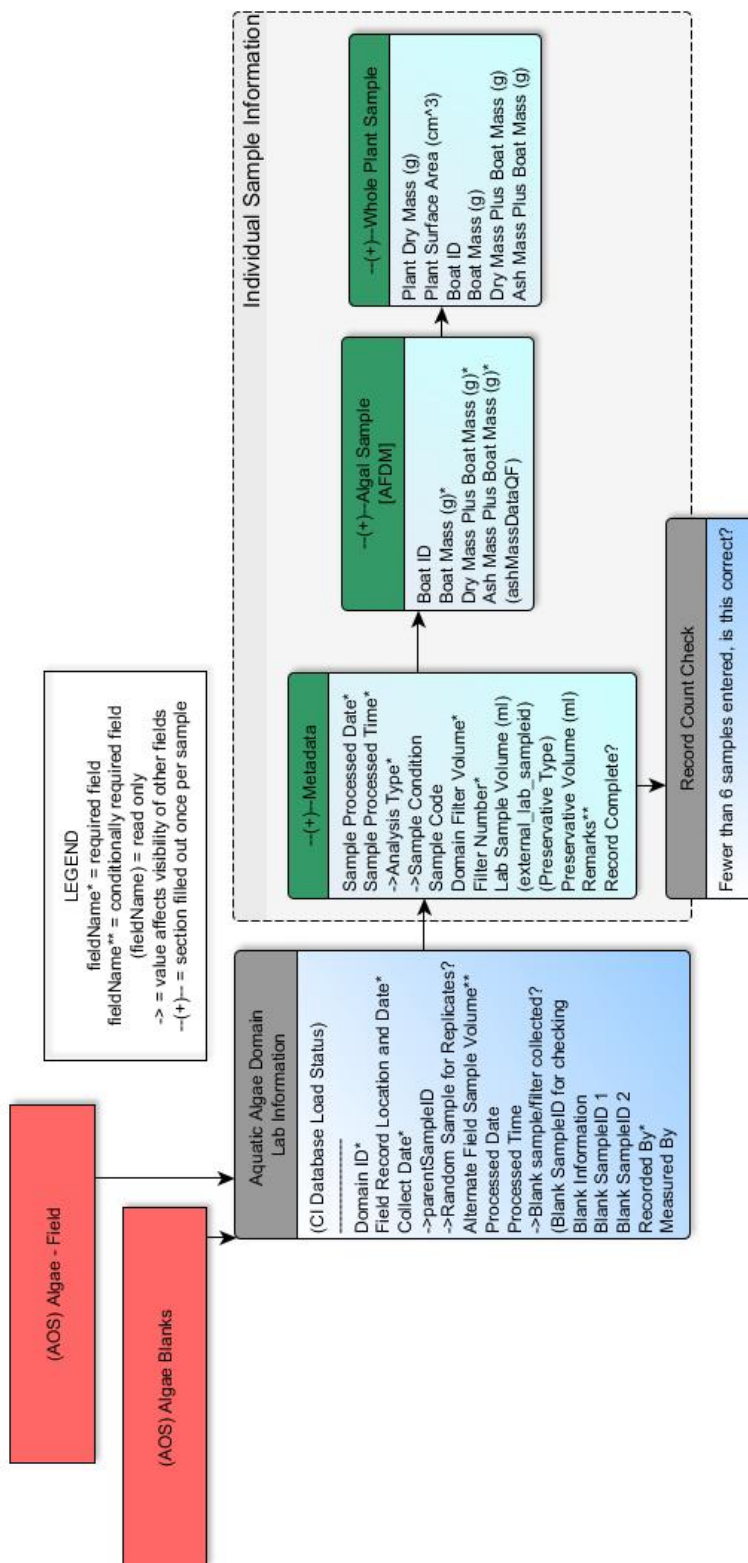 (AOS) Algae - Field
(AOS) Algae Blanks
LEGEND
fieldName* = required field
fieldName** = conditionally required field
(fieldName) = read only
-> = value affects visibility of other fields
--(+)-- = section filled out once per sample
Aquatic Algae Domain
Lab Information
(CI Database Load Status)
--------------------
Domain ID*
Field Record Location and Date*
Collect Date*
->parentSampleID
->Random Sample for Replicates?
Alternate Field Sample Volume**
Processed Date
Processed Time
->Blank sample/filter collected?
(Blank SampleID for checking
Blank Information
Blank SampleID 1
Blank SampleID 2
Recorded By*
Measured By
Individual Sample Information
--(+)--Metadata
Sample Processed Date*
Sample Processed Time*
->Analysis Type*
->Sample Condition
Sample Code
Domain Filter Volume*
Filter Number*
Lab Sample Volume (ml)
(external_lab_sampleid)
(Preservative Type)
Preservative Volume (ml)
Remarks**
Record Complete?
--(+)--Algal Sample
[AFDM]
Boat ID
Boat Mass (g)*
Dry Mass Plus Boat Mass (g)*
Ash Mass Plus Boat Mass (g)*
(ashMassDataQF)
--(+)--Whole Plant Sample
Plant Dry Mass (g)
Plant Surface Area (cm^3)
Boat ID
Boat Mass (g)
Dry Mass Plus Boat Mass (g)
Ash Mass Plus Boat Mass (g)
Record Count Check
Fewer than 6 samples entered, is this correct?